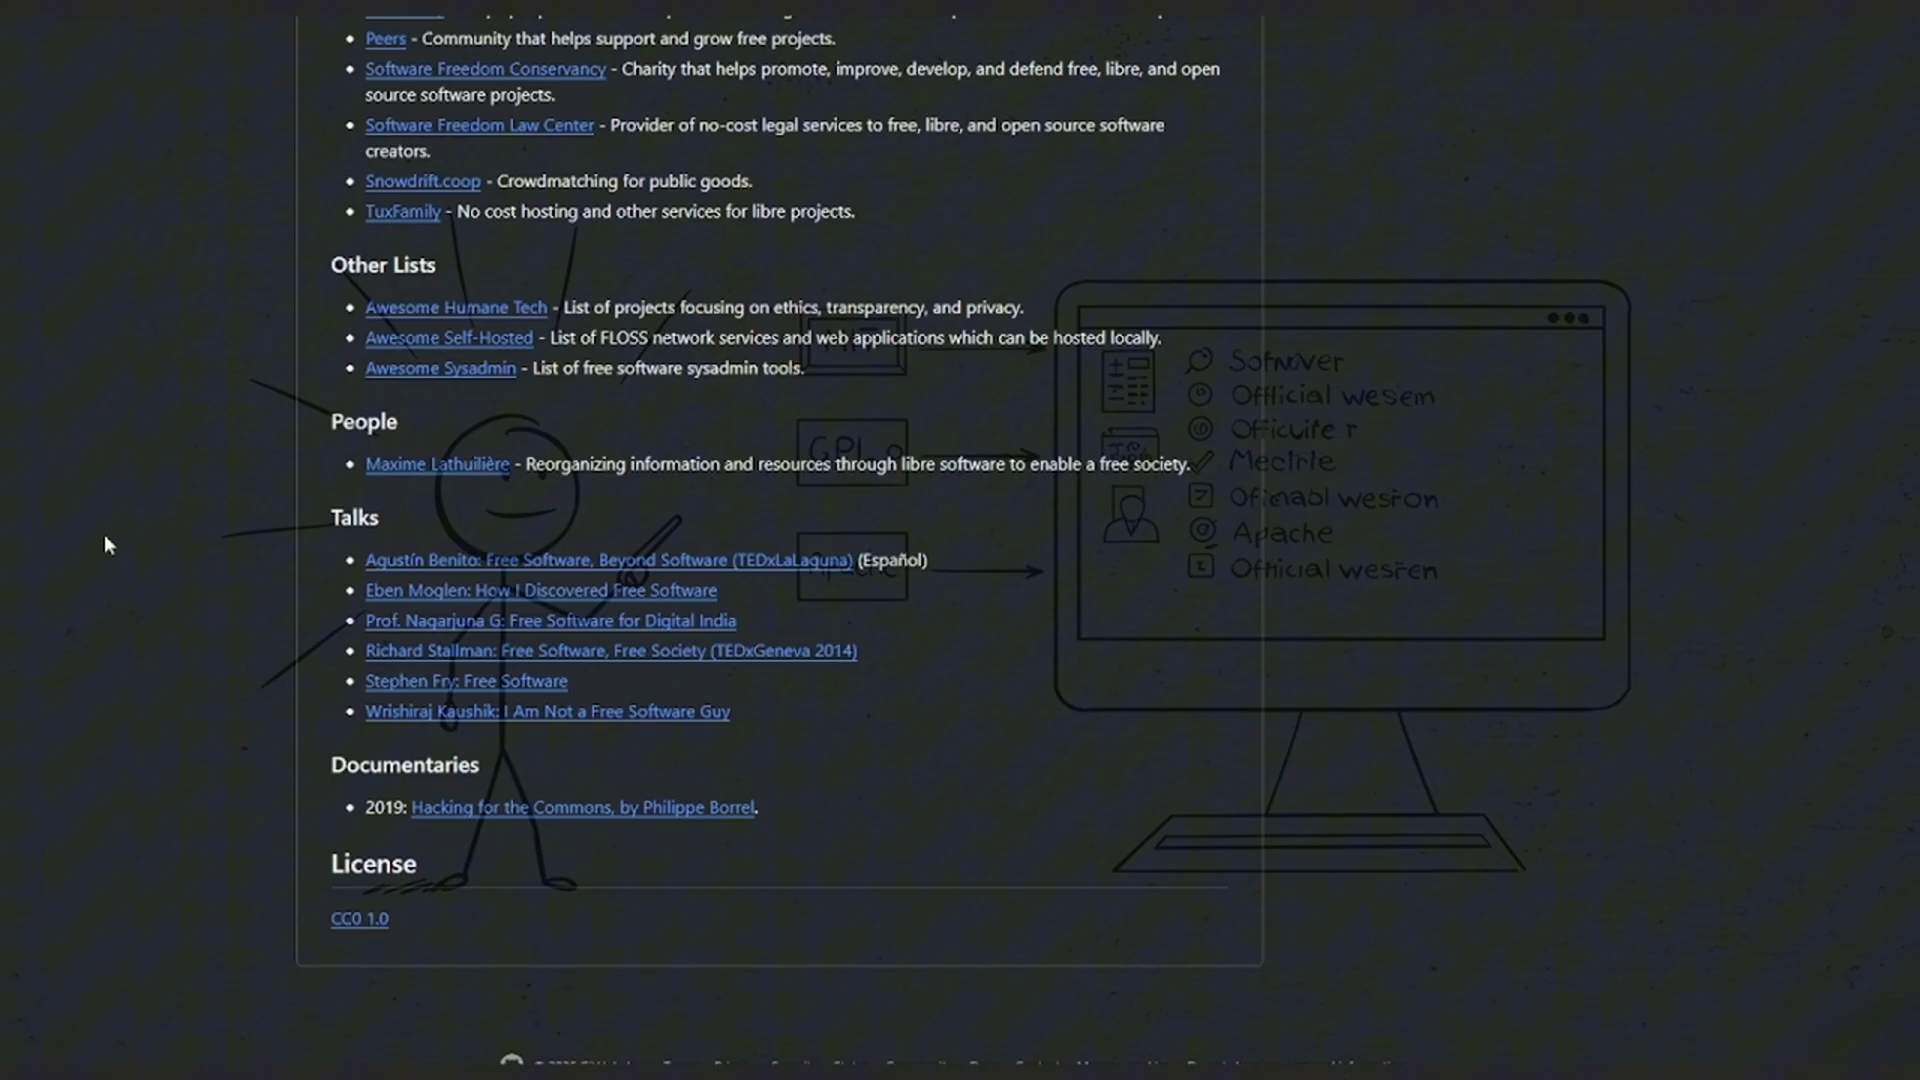 Peers - Community that helps support and grow free projects.
Software Freedom Conservancy - Charity that helps promote, improve, develop, and defend free, libre, and open
source software projects.
Software Freedom Law Center - Provider of no-cost legal services to free, libre, and open source software
creators.
Snowdrift.coop - Crowdmatching for public goods.
TuxFamily - No cost hosting and other services for libre projects.
Other Lists
Awesome Humane Tech - List of projects focusing on ethics, transparency, and privacy.
Awesome Self-Hosted - List of FLOSS network services and web applications which can be hosted locally.
Awesome Sysadmin - List of free software sysadmin tools.
People
Maxime Lathuilière - Reorganizing information and resources through libre software to enable a free society.
Talks
Agustín Benito: Free Software, Beyond Software (TEDxLaLaguna) (Español)
Eben Moglen: How I Discovered Free Software
Prof. Nagarjuna G: Free Software for Digital India
Richard Stallman: Free Software, Free Society (TEDxGeneva 2014)
Stephen Fry: Free Software
Wrishiraj Kaushik: I Am Not a Free Software Guy
Documentaries
2019: Hacking for the Commons, by Philippe Borrel.
License
CC0 1.0
GPL
Apache
Offlicial wesem
Mectrte
Apache